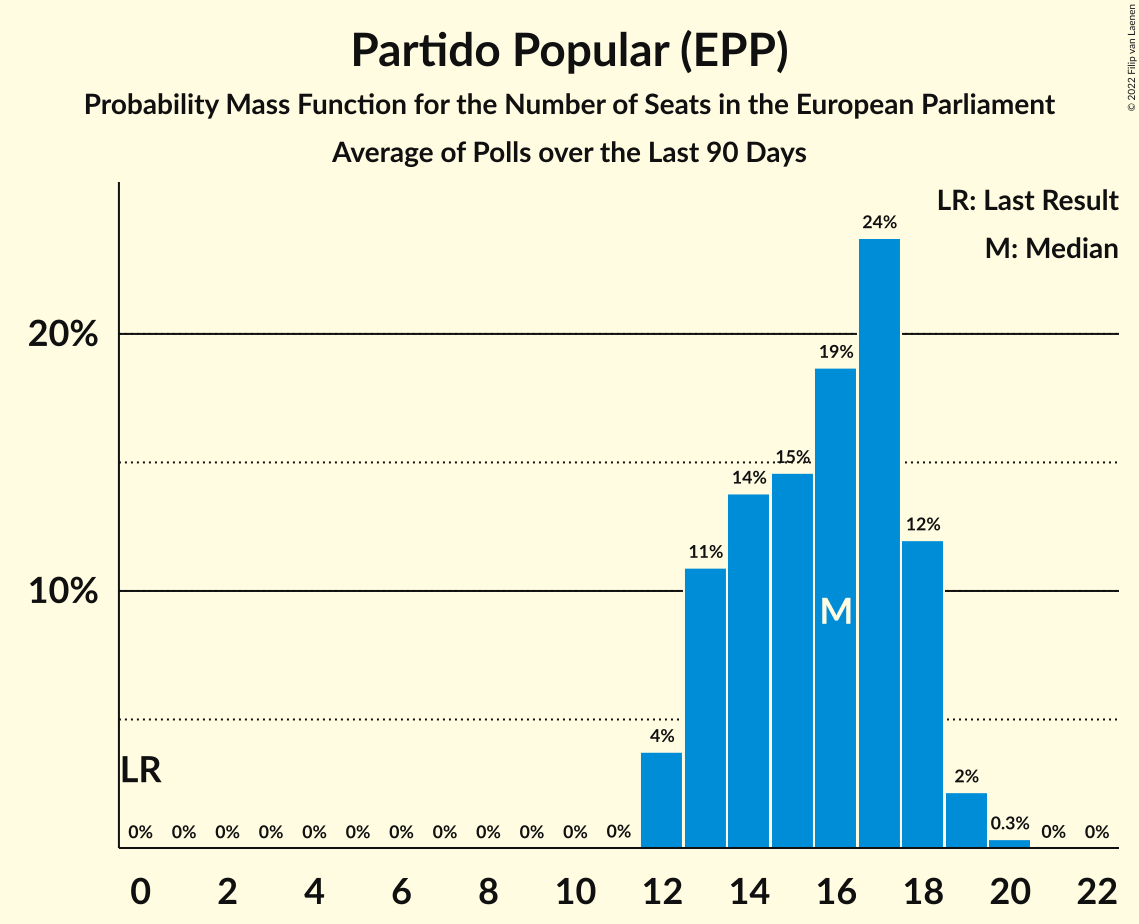 Partido Popular (EPP)
Probability Mass Function for the Number of Seats in the European Parliament
Average of Polls over the Last 90 Days
© 2022 Filip van Laenen
LR: Last Result
M: Median
24%
20%
19%
15%
14%
12%
11%
10%
M
4%
LR
2%
0.3%
0% 0% 0% 0% 0% 0% 0% 0% 0% 0% 0% 0% 0% 0%
0 2 4 6 8 10 12 14 16 18 20 22